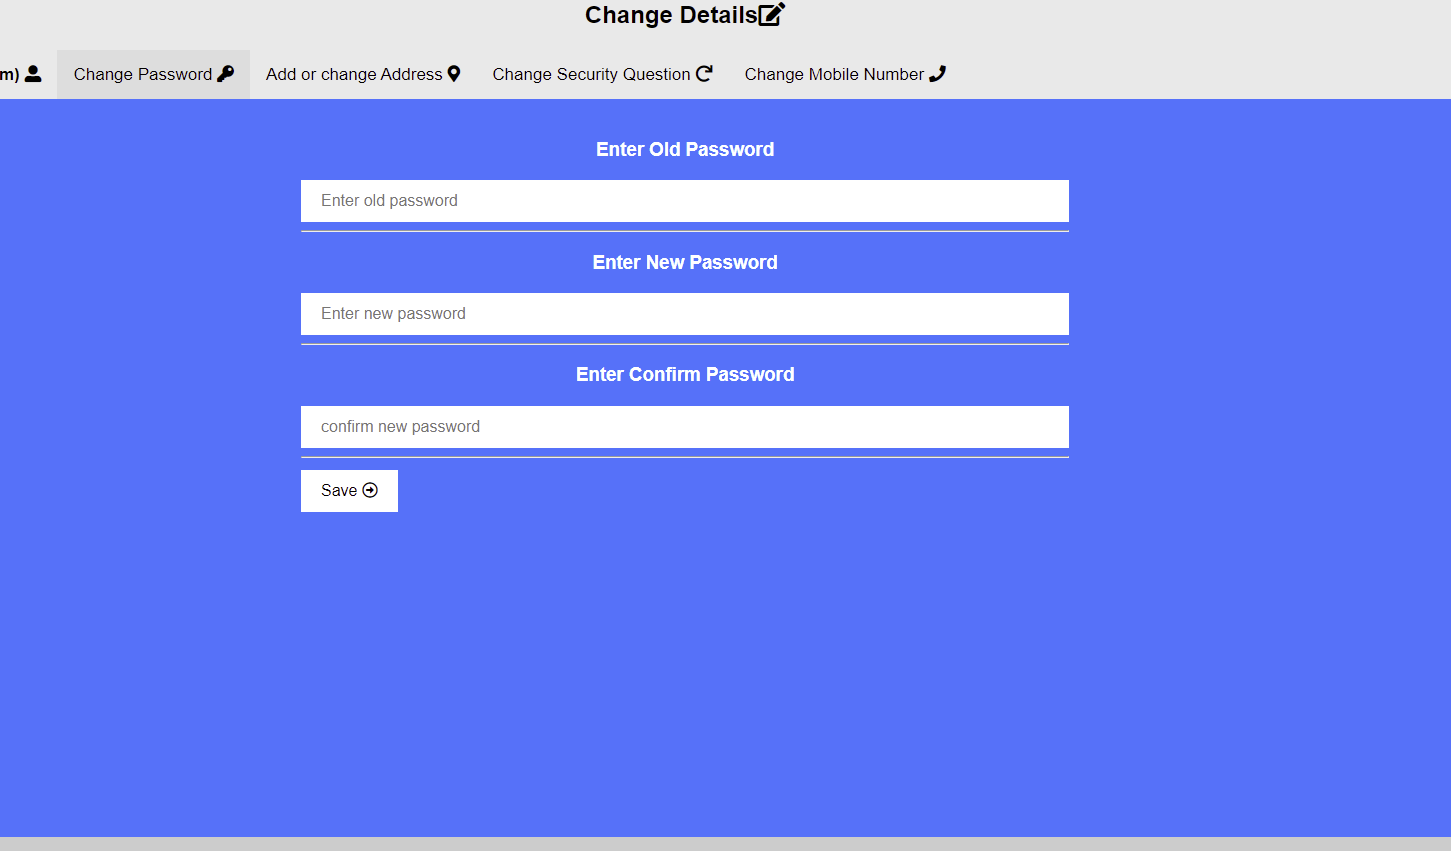 Change Details
m) Change Password Add or change Address Change Security Question Change Mobile Number
Enter Old Password
Enter old password
Enter New Password
Enter new password
Enter Confirm Password
confirm new password
Save